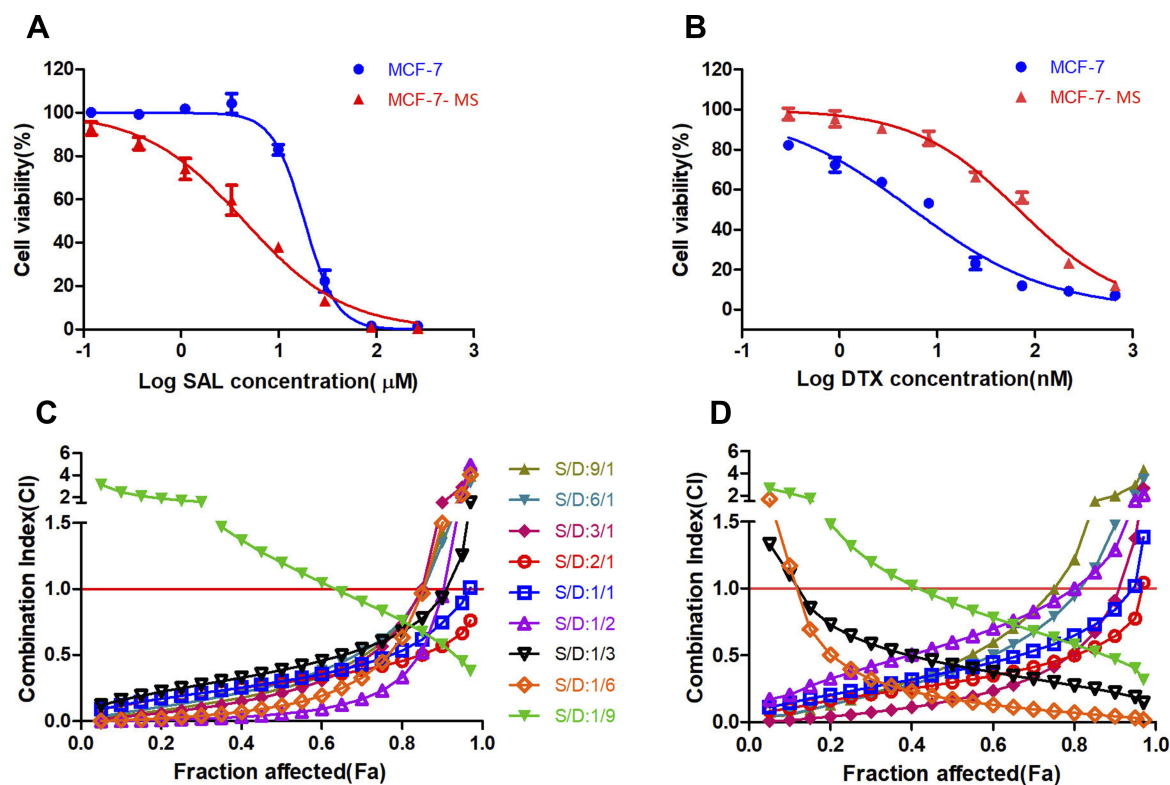 A
Cell viability(%)
120
100
80
60
40
20
0
-1
0
1
2
3
Log SAL concentration( μM)
MCF-7
MCF-7- MS
B
Cell viability(%)
120
100
80
60
40
20
0
-1
0
1
2
3
Log DTX concentration(nM)
MCF-7
MCF-7- MS
C
Combination Index(CI)
6
4
2
1.5
1.0
0.5
0.0
0.0
0.2
0.4
0.6
0.8
1.0
Fraction affected(Fa)
S/D:9/1
S/D:6/1
S/D:3/1
S/D:2/1
S/D:1/1
S/D:1/2
S/D:1/3
S/D:1/6
S/D:1/9
D
Combination Index(CI)
6
4
2
1.5
1.0
0.5
0.0
0.0
0.2
0.4
0.6
0.8
1.0
Fraction affected(Fa)